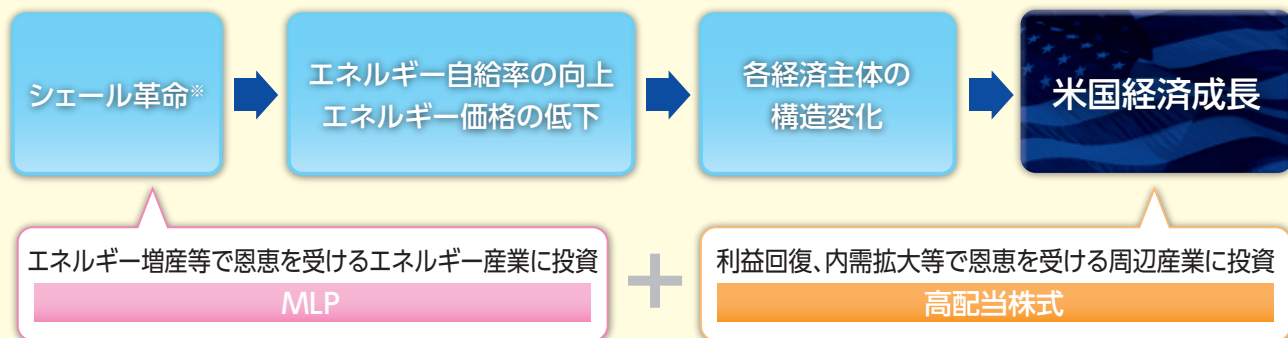 シェール革命※
エネルギー自給率の向上
エネルギー価格の低下
各経済主体の
構造変化
米国経済成長
エネルギー増産等で恩恵を受けるエネルギー産業に投資
MLP
+
利益回復、内需拡大等で恩恵を受ける周辺産業に投資
高配当株式